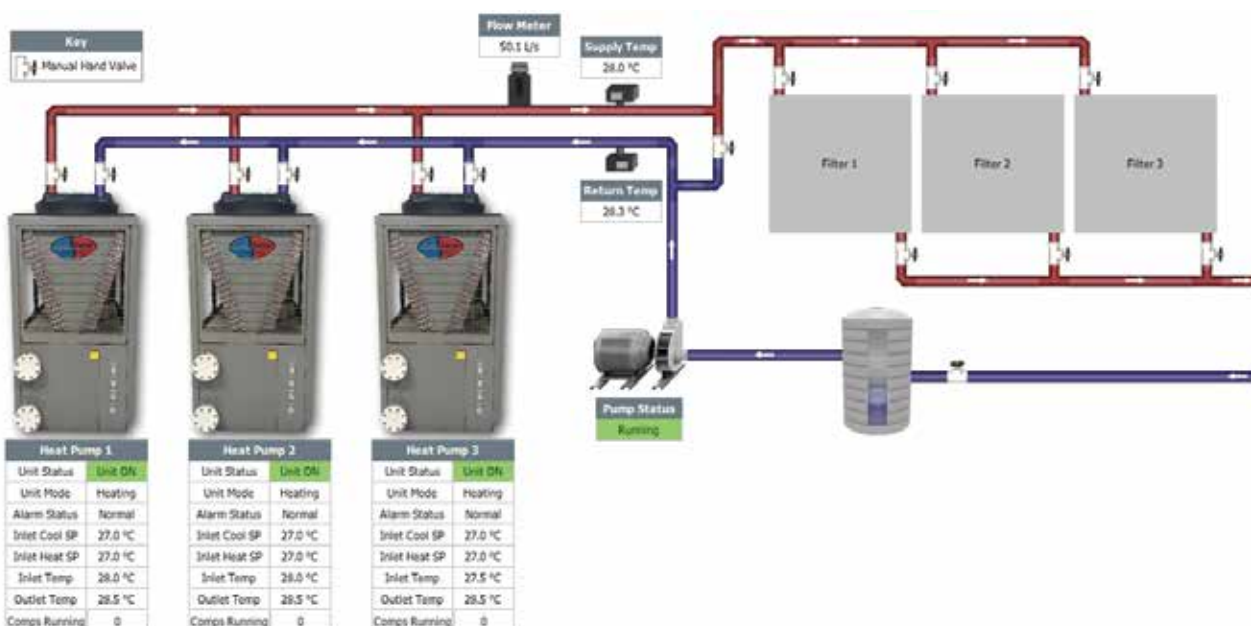 Key
Manual Hand Valve
Flow Meter
50.1 L/s
Supply Temp
28.0 °C
Return Temp
28.3 °C
Filter 1
Filter 2
Filter 3
Pump Status
Running
Heat Pump 1
Unit Status Unit ON
Unit Mode Heating
Alarm Status Normal
Inlet Cool SP 27.0 °C
Inlet Heat SP 27.0 °C
Inlet Temp 28.0 °C
Outlet Temp 28.5 °C
Comps Running 0
Heat Pump 2
Unit Status Unit ON
Unit Mode Heating
Alarm Status Normal
Inlet Cool SP 27.0 °C
Inlet Heat SP 27.0 °C
Inlet Temp 28.0 °C
Outlet Temp 28.5 °C
Comps Running 0
Heat Pump 3
Unit Status Unit ON
Unit Mode Heating
Alarm Status Normal
Inlet Cool SP 27.0 °C
Inlet Heat SP 27.0 °C
Inlet Temp 27.5 °C
Outlet Temp 28.5 °C
Comps Running 0